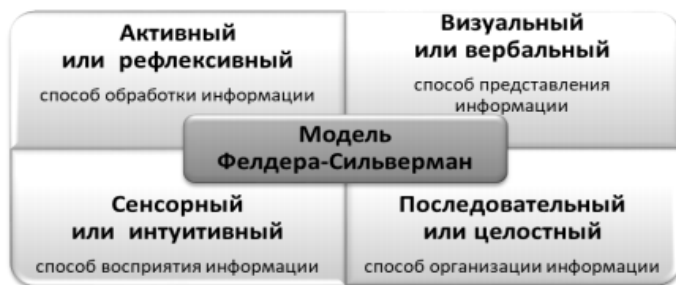 Активный
или рефлексивный
способ обработки информации
Визуальный
или вербальный
способ представления
информации
Модель
Фелдера-Сильверман
Сенсорный
или интуитивный
способ восприятия информации
Последовательный
или целостный
способ организации информации